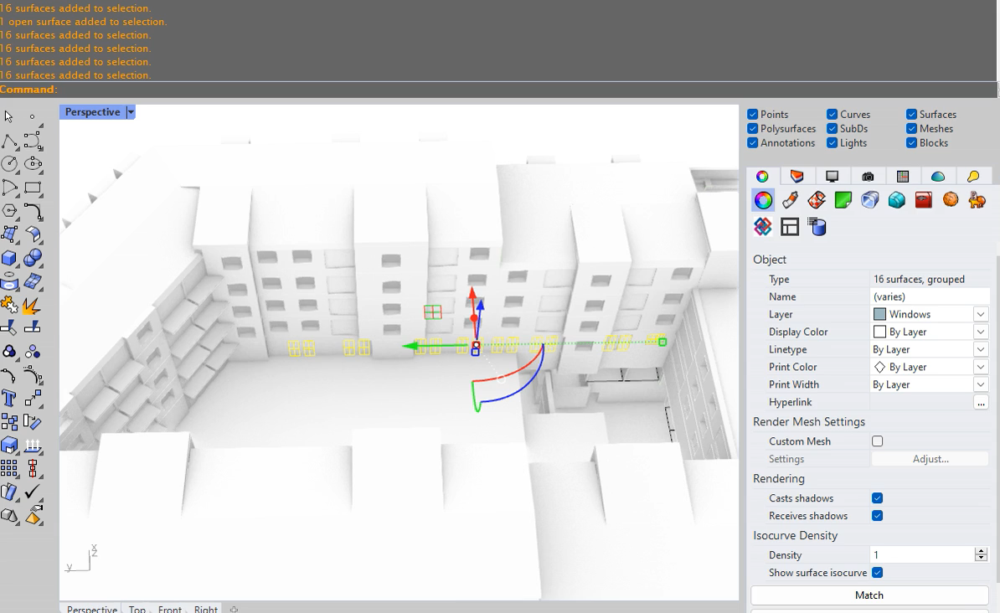 16 surfaces added to selection.
1 open surface added to selection.
16 surfaces added to selection.
16 surfaces added to selection.
16 surfaces added to selection.
16 surfaces added to selection.
Command:
Perspective
Points Curves Surfaces
Polysurfaces SubDs Meshes
Annotations Lights Blocks
Object
Type 16 surfaces, grouped
Name (varies)
Layer Windows
Display Color By Layer
Linetype By Layer
Print Color By Layer
Print Width By Layer
Hyperlink ...
Render Mesh Settings
Custom Mesh
Settings Adjust...
Rendering
Casts shadows
Receives shadows
Isocurve Density
Density 1
Show surface isocurve
Match
x
z
y
Perspective Top Front Right